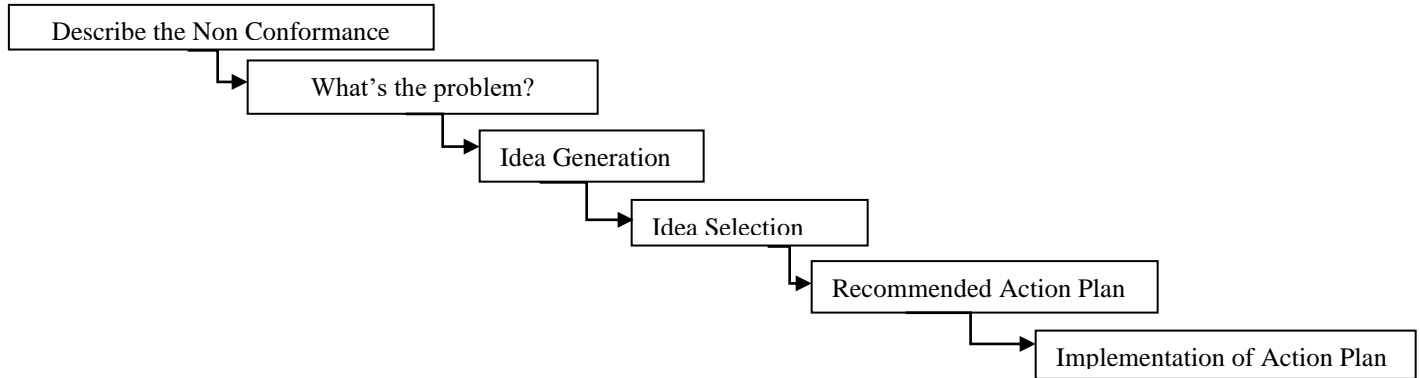 Describe the Non Conformance
What’s the problem?
Idea Generation
Idea Selection
Recommended Action Plan
Implementation of Action Plan